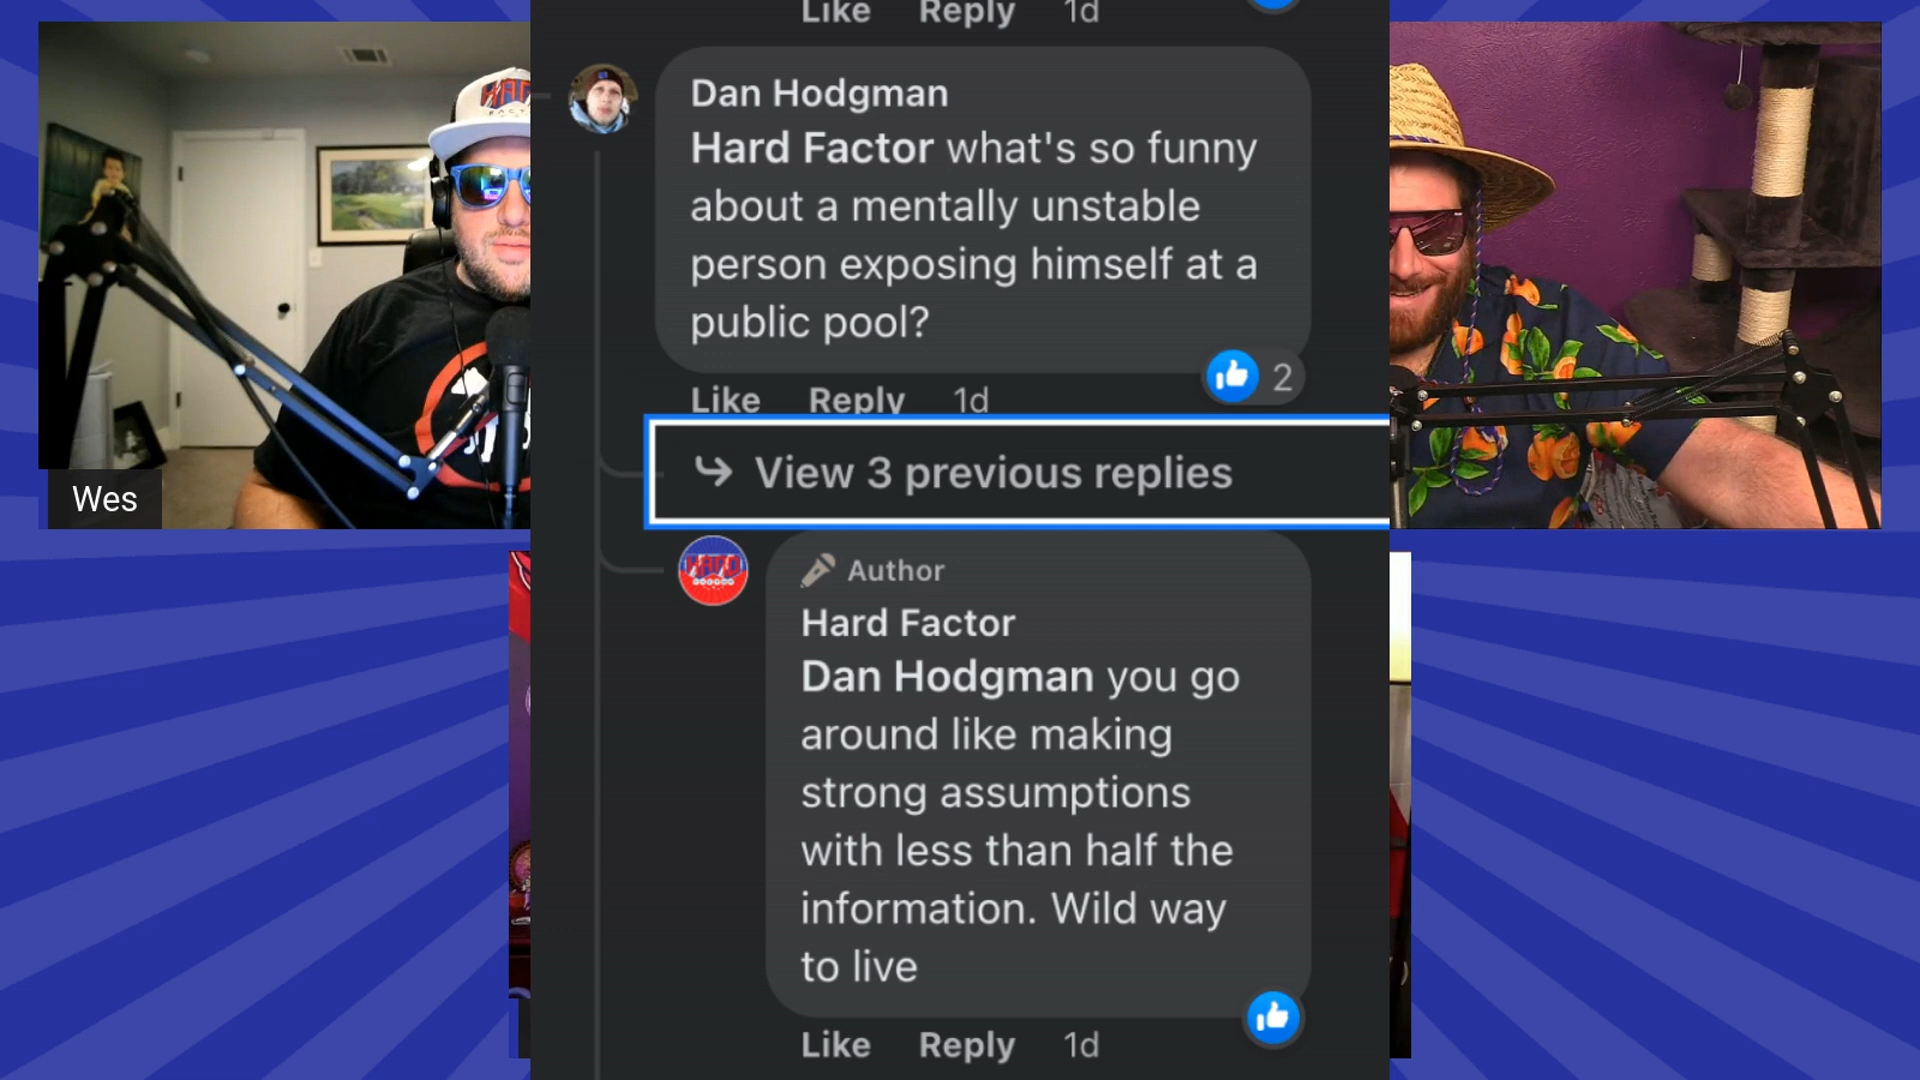 Like Reply 1d
Dan Hodgman
Hard Factor what's so funny
about a mentally unstable
person exposing himself at a
public pool?
2
Like Reply 1d
View 3 previous replies
Author
Hard Factor
Dan Hodgman you go
around like making
strong assumptions
with less than half the
information. Wild way
to live
Like Reply 1d
Wes
HARD